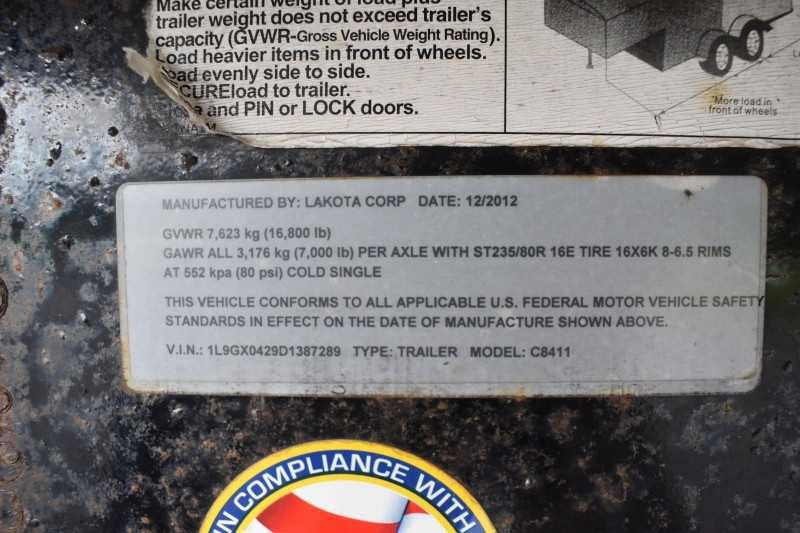 Make certain weight of load plus
trailer weight does not exceed trailer's
capacity (GVWR-Gross Vehicle Weight Rating).
Load heavier items in front of wheels.
oad evenly side to side.
CURE load to trailer.
and PIN or LOCK doors.
"More load in
front of wheels
MANUFACTURED BY: LAKOTA CORP DATE: 12/2012
GVWR 7,623 kg (16,800 lb)
GAWR ALL 3,176 kg (7,000 lb) PER AXLE WITH ST235/80R 16E TIRE 16X6K 8-6.5 RIMS
AT 552 kpa (80 psi) COLD SINGLE
THIS VEHICLE CONFORMS TO ALL APPLICABLE U.S. FEDERAL MOTOR VEHICLE SAFETY
STANDARDS IN EFFECT ON THE DATE OF MANUFACTURE SHOWN ABOVE.
V.I.N.: 1L9GX0429D1387289 TYPE: TRAILER MODEL: C8411
IN COMPLIANCE WITH